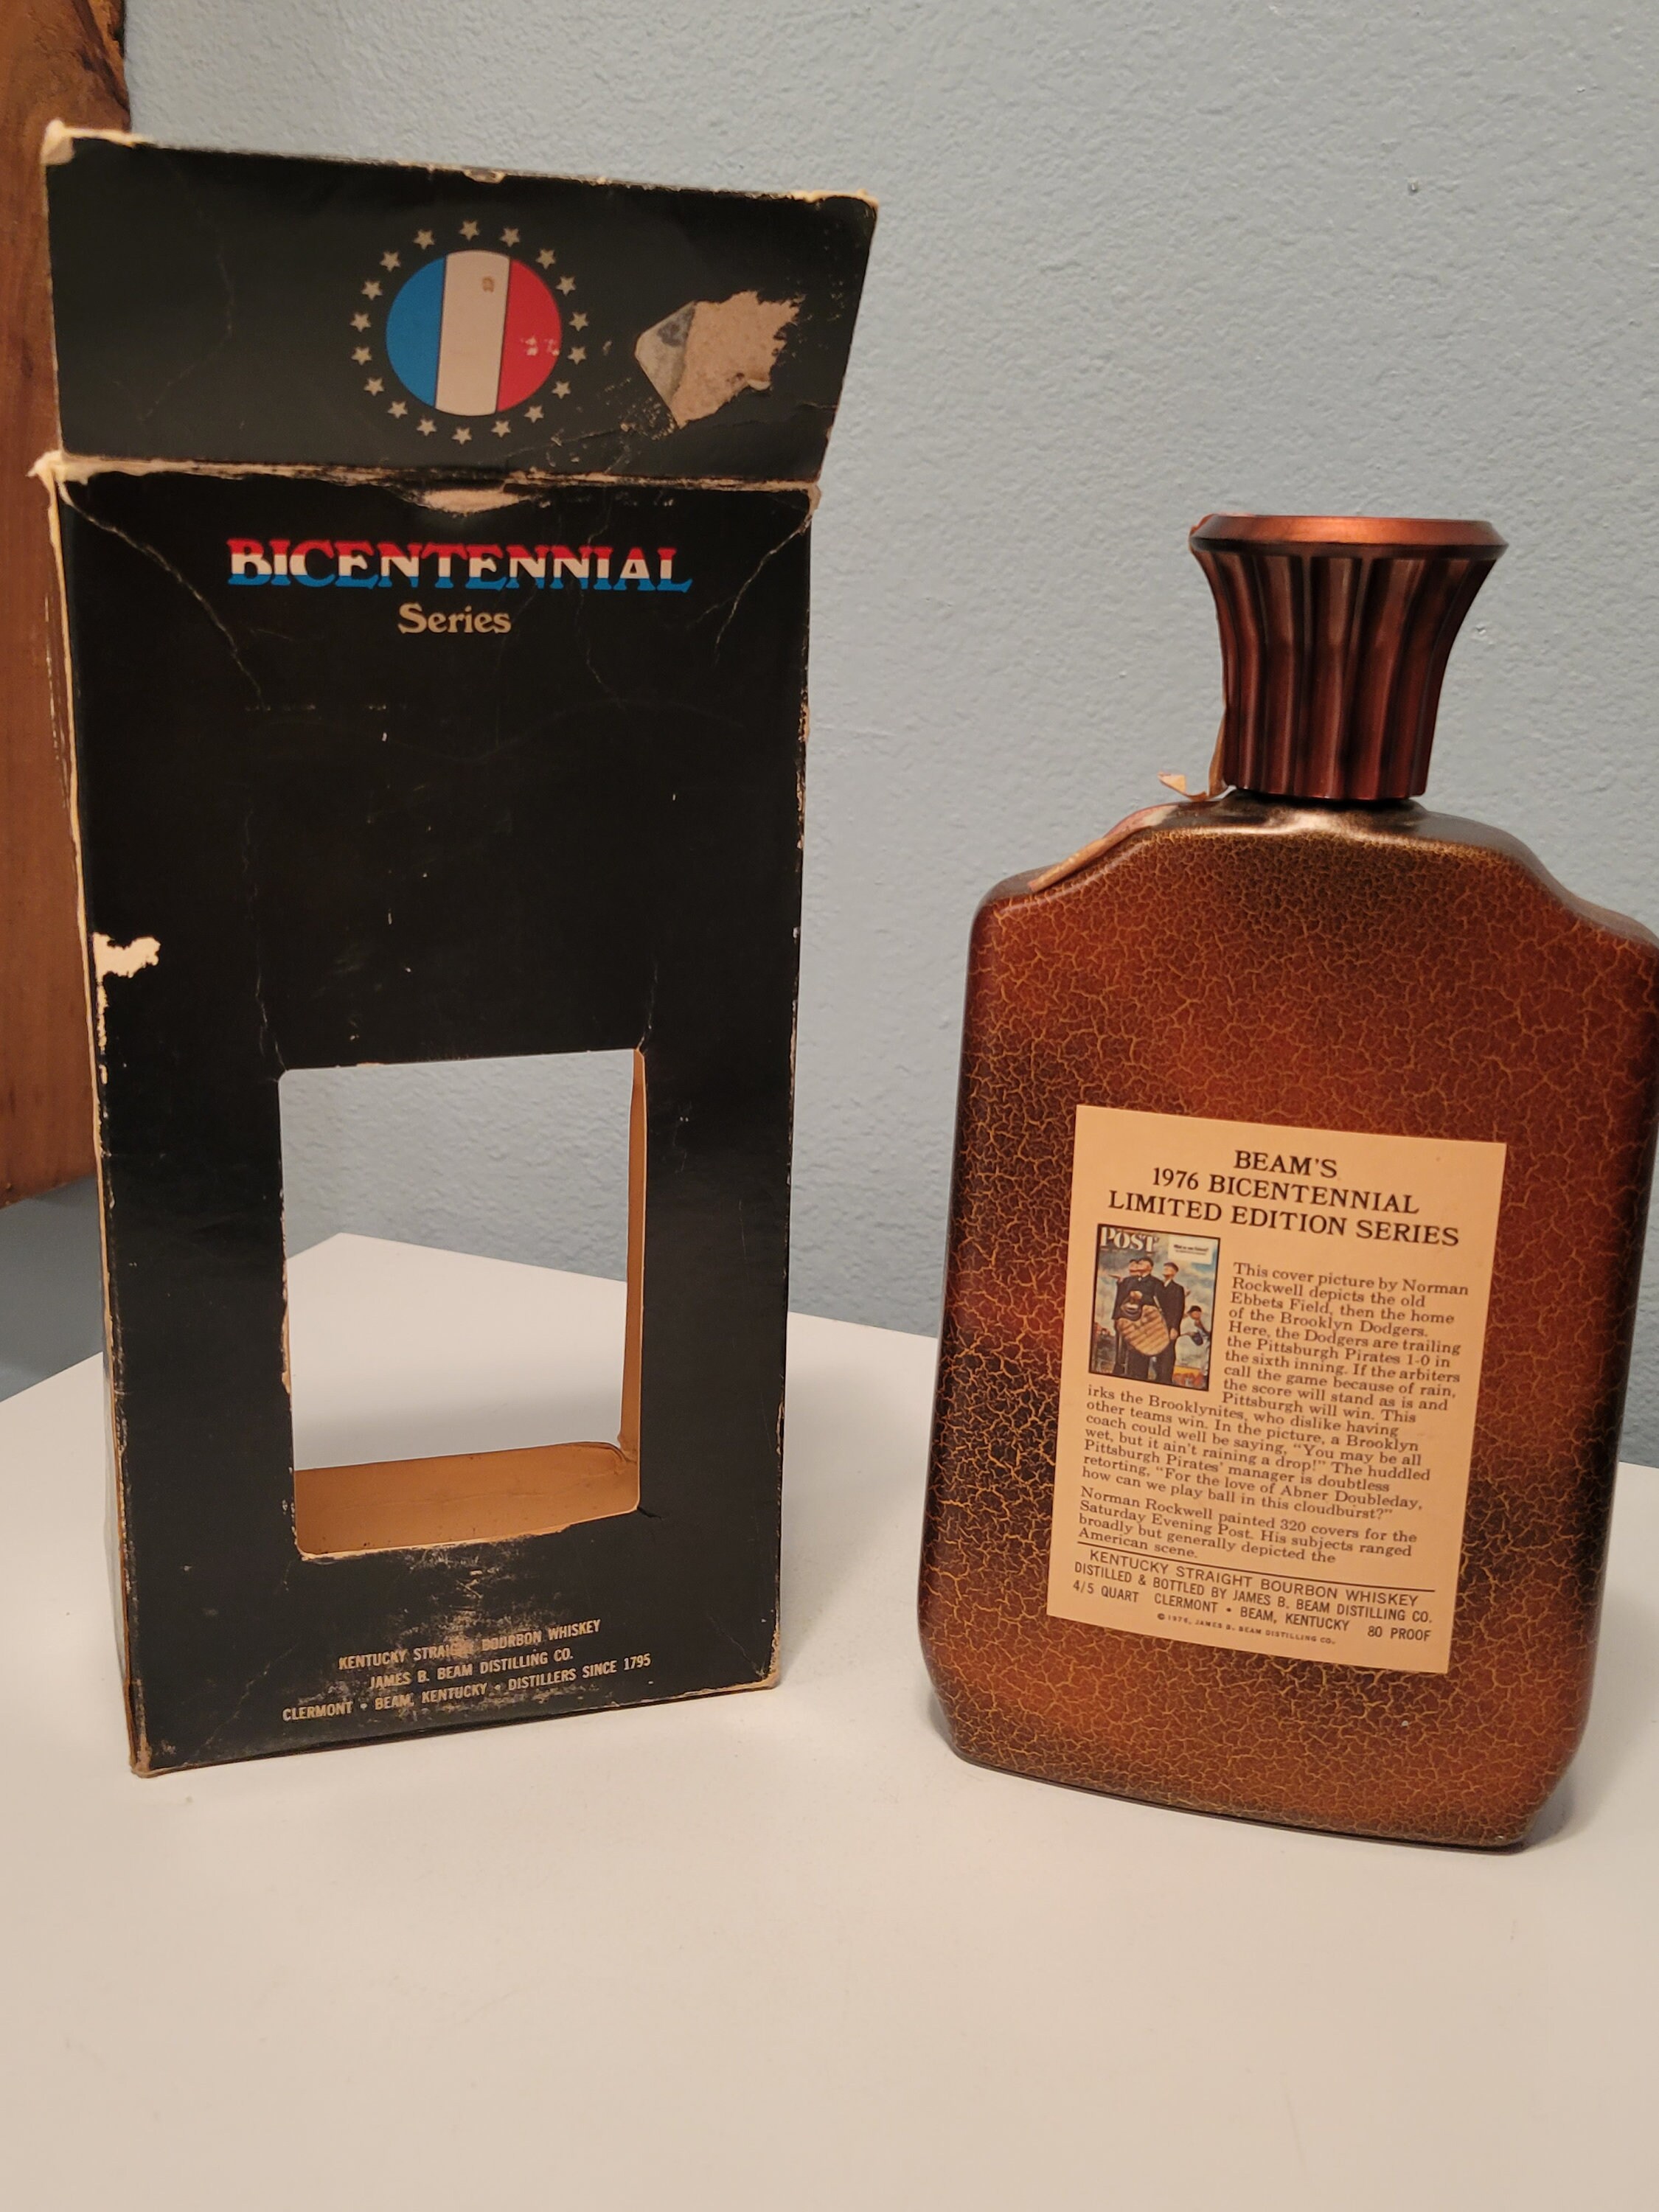 BICENTENNIAL
Series
KENTUCKY STRAIGHT BOURBON WHISKEY
JAMES B. BEAM DISTILLING CO.
CLERMONT • BEAM, KENTUCKY • DISTILLERS SINCE 1795
BEAM'S
1976 BICENTENNIAL
LIMITED EDITION SERIES
POST
This cover picture by Norman
Rockwell depicts the old
Ebbets Field, then the home
of the Brooklyn Dodgers.
Here, the Dodgers are trailing
the Pittsburgh Pirates 1-0 in
the sixth inning. If the arbiters
call the game because of rain,
the score will stand as is and
Pittsburgh will win. This
irks the Brooklynites, who dislike having
other teams win. In the picture, a Brooklyn
coach could well be saying, "You may be all
wet, but it ain't raining a drop!" The huddled
Pittsburgh Pirates' manager is doubtless
retorting, "For the love of Abner Doubleday,
how can we play ball in this cloudburst?"
Norman Rockwell painted 320 covers for the
Saturday Evening Post. His subjects ranged
broadly but generally depicted the
American scene.
KENTUCKY STRAIGHT BOURBON WHISKEY
DISTILLED & BOTTLED BY JAMES B. BEAM DISTILLING CO.
4/5 QUART CLERMONT • BEAM, KENTUCKY 80 PROOF
© 1975, JAMES B. BEAM DISTILLING CO.